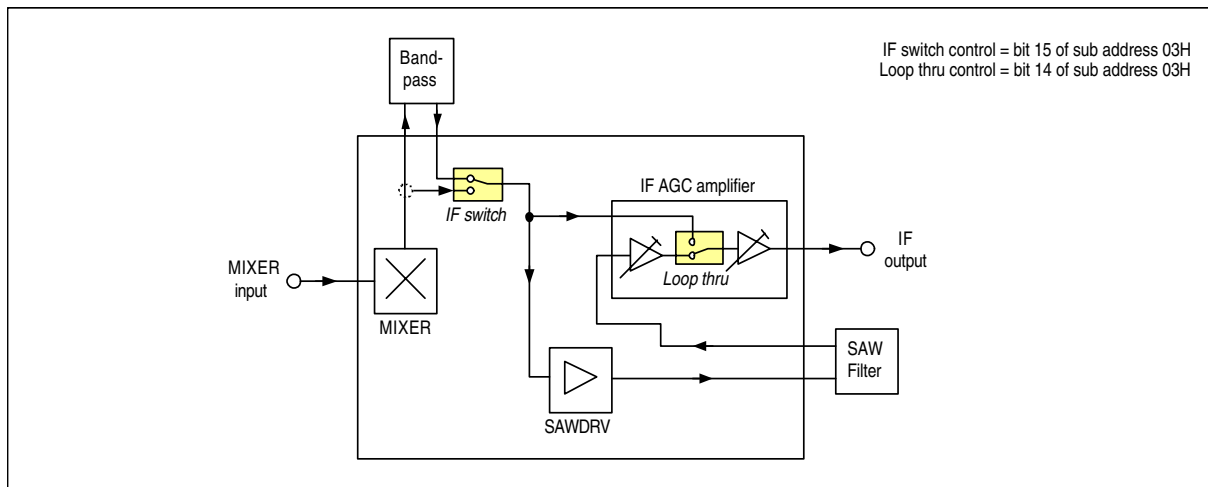 IF switch control = bit 15 of sub address 03H
Loop thru control = bit 14 of sub address 03H
Band-
pass
IF switch
IF AGC amplifier
Loop thru
IF
output
MIXER
input
MIXER
SAWDRV
SAW
Filter